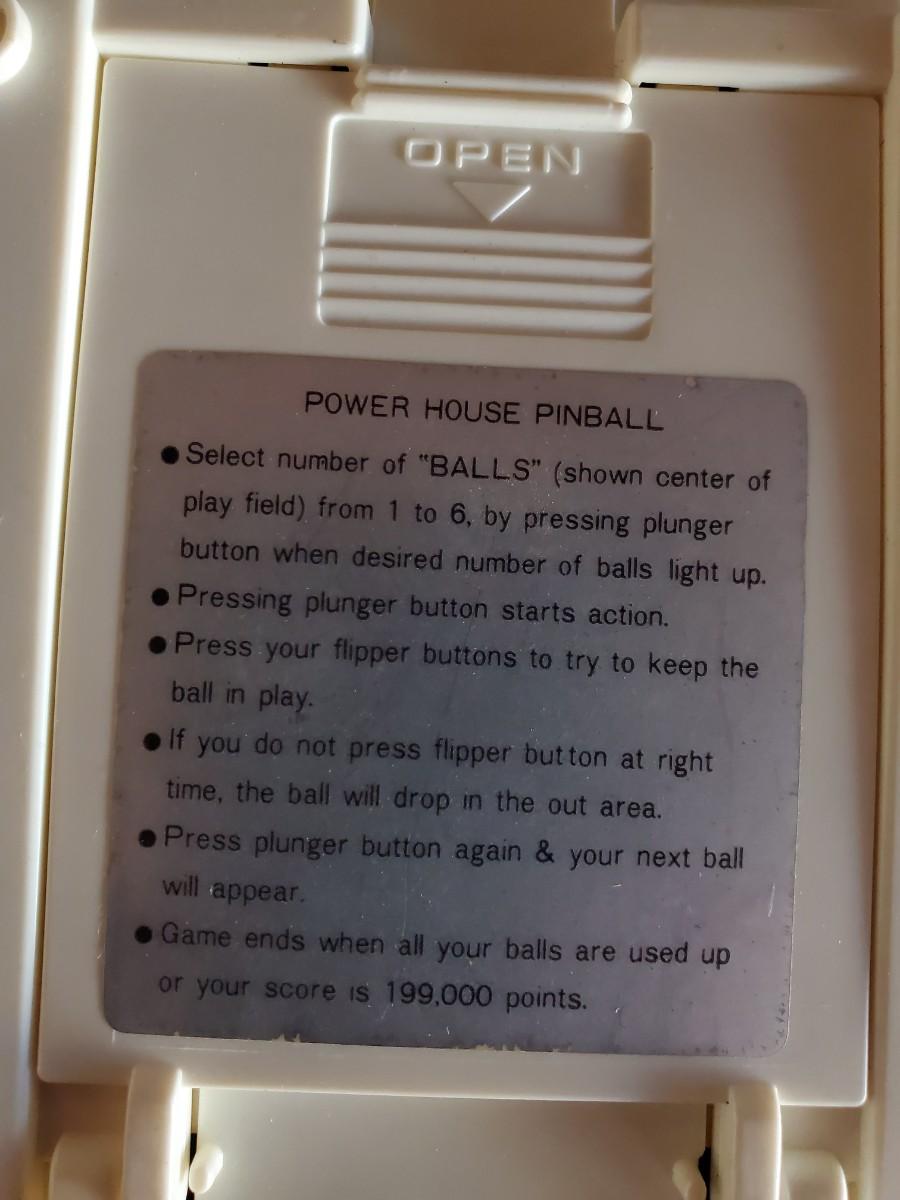 OPEN
POWER HOUSE PINBALL
● Select number of "BALLS" (shown center of
play field) from 1 to 6, by pressing plunger
button when desired number of balls light up.
● Pressing plunger button starts action.
● Press your flipper buttons to try to keep the
ball in play.
● If you do not press flipper button at right
time, the ball will drop in the out area.
● Press plunger button again & your next ball
will appear.
● Game ends when all your balls are used up
or your score is 199,000 points.